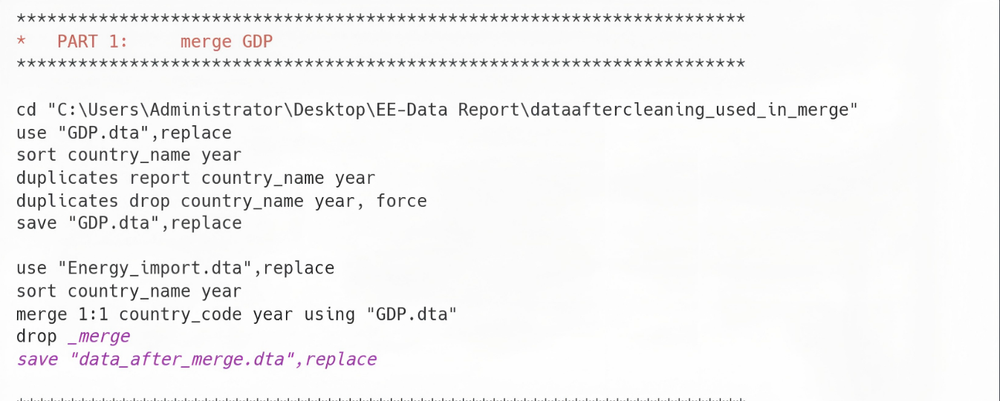 ***********************************************************************
*   PART 1:     merge GDP
***********************************************************************
cd "C:\Users\Administrator\Desktop\EE-Data Report\dataaftercleaning_used_in_merge"
use "GDP.dta",replace
sort country_name year
duplicates report country_name year
duplicates drop country_name year, force
save "GDP.dta",replace
use "Energy_import.dta",replace
sort country_name year
merge 1:1 country_code year using "GDP.dta"
drop _merge
save "data_after_merge.dta",replace
***********************************************************************